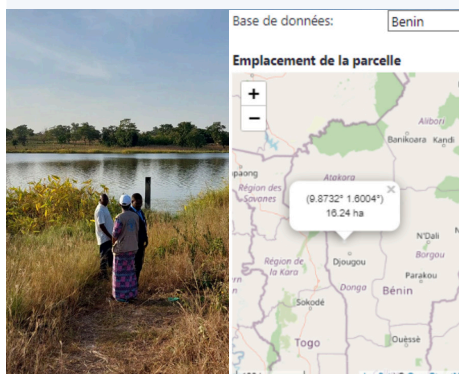 Base de données:
Benin
Emplacement de la parcelle
+
−
Alibori
Banikoara Kandi
Atakora
Région des
Savanes
(9.8732° 1.6004°)
16.24 ha
N'Dali
Borgou
Région de
la Kara
Djougou
Parakou
Donga
Bénin
Sokodé
Togo
Ouèssè